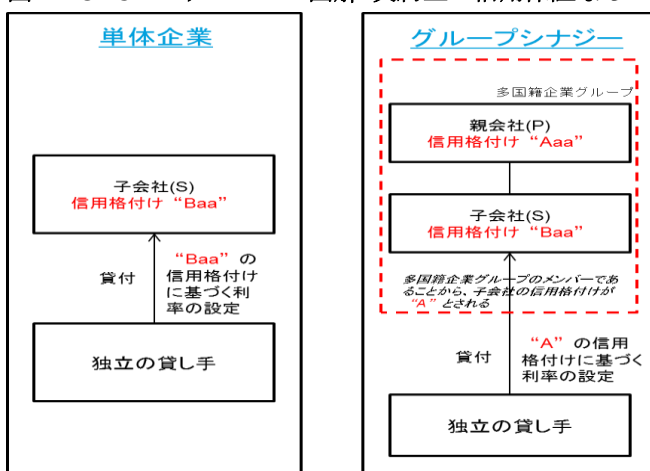 単体企業
子会社(S)
信用格付け “Baa”
貸付
“Baa” の
信用格付け
に基づく利
率の設定
独立の貸し手
グループシナジー
多国籍企業グループ
親会社(P)
信用格付け “Aaa”
子会社(S)
信用格付け “Baa”
多国籍企業グループのメンバーであ
ることから、子会社の信用格付けが
“A” とされる
貸付
“A” の信用
格付けに基づく
利率の設定
独立の貸し手